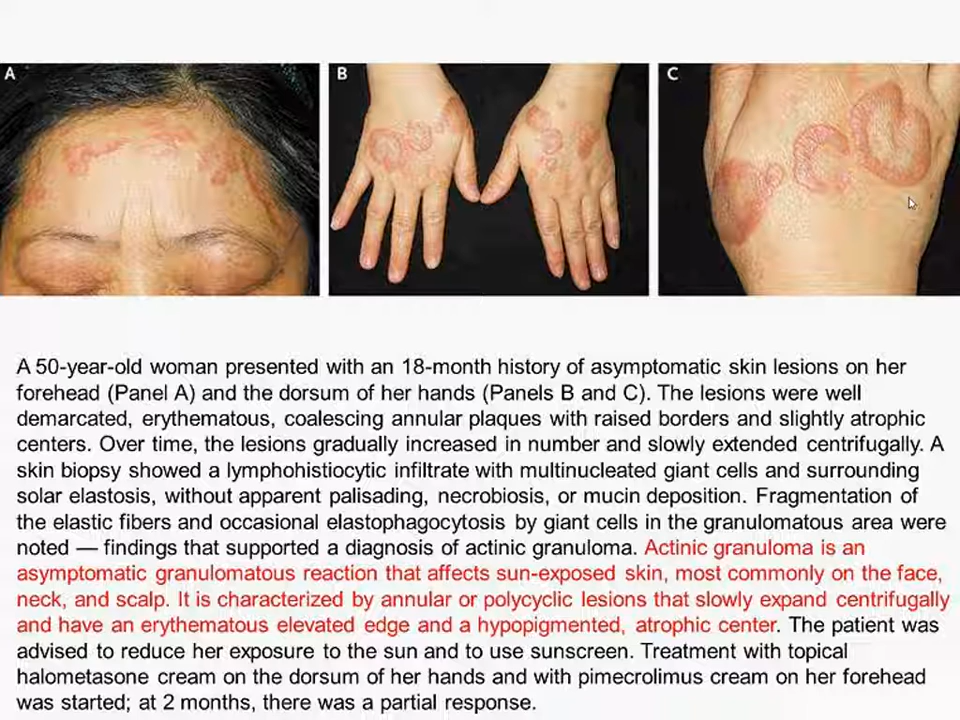 A
B
C
A 50-year-old woman presented with an 18-month history of asymptomatic skin lesions on her
forehead (Panel A) and the dorsum of her hands (Panels B and C). The lesions were well
demarcated, erythematous, coalescing annular plaques with raised borders and slightly atrophic
centers. Over time, the lesions gradually increased in number and slowly extended centrifugally. A
skin biopsy showed a lymphohistiocytic infiltrate with multinucleated giant cells and surrounding
solar elastosis, without apparent palisading, necrobiosis, or mucin deposition. Fragmentation of
the elastic fibers and occasional elastophagocytosis by giant cells in the granulomatous area were
noted — findings that supported a diagnosis of actinic granuloma. Actinic granuloma is an
asymptomatic granulomatous reaction that affects sun-exposed skin, most commonly on the face,
neck, and scalp. It is characterized by annular or polycyclic lesions that slowly expand centrifugally
and have an erythematous elevated edge and a hypopigmented, atrophic center. The patient was
advised to reduce her exposure to the sun and to use sunscreen. Treatment with topical
halometasone cream on the dorsum of her hands and with pimecrolimus cream on her forehead
was started; at 2 months, there was a partial response.